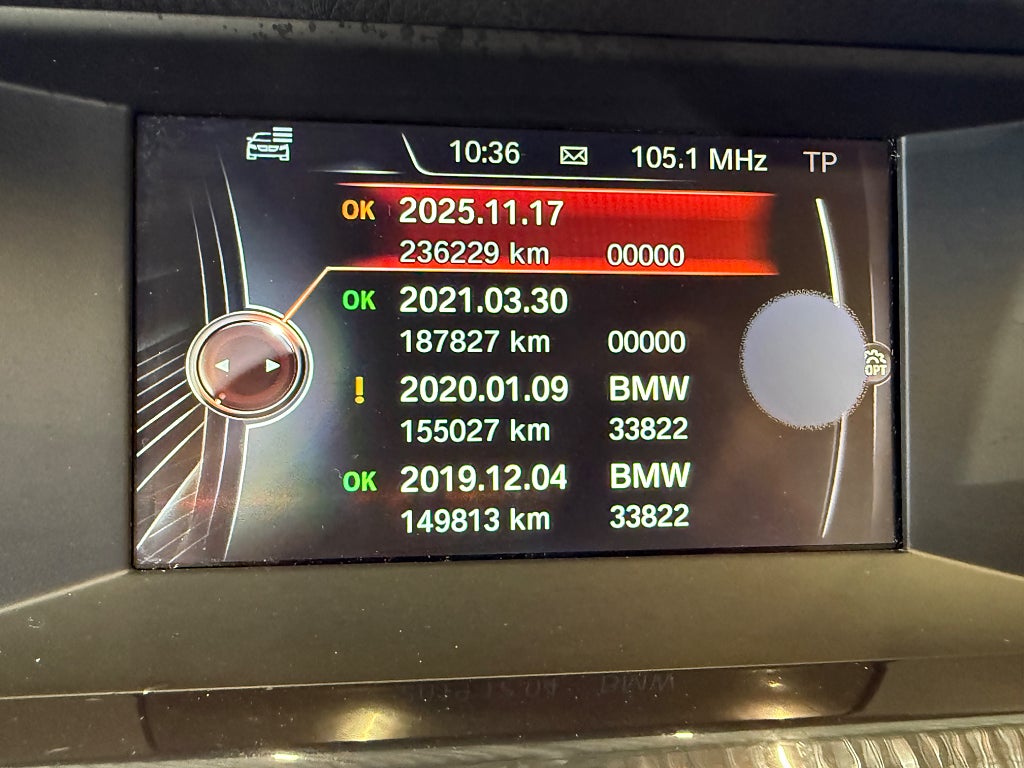 10:36 105.1 MHz TP
OK 2025.11.17
236229 km 00000
OK 2021.03.30
187827 km 00000
! 2020.01.09 BMW
155027 km 33822
OK 2019.12.04 BMW
149813 km 33822
OPT